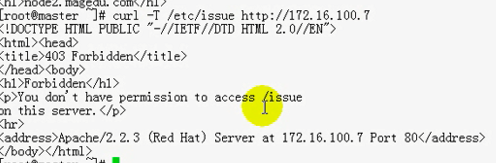 <h1>node2.magedu.com</h1>
[root@master ~]# curl -T /etc/issue http://172.16.100.7
<!DOCTYPE HTML PUBLIC "-//IETF//DTD HTML 2.0//EN">
<html><head>
<title>403 Forbidden</title>
</head><body>
<h1>Forbidden</h1>
<p>You don't have permission to access /issue
on this server.</p>
<hr>
<address>Apache/2.2.3 (Red Hat) Server at 172.16.100.7 Port 80</address>
</body></html>
[root@master ~]#